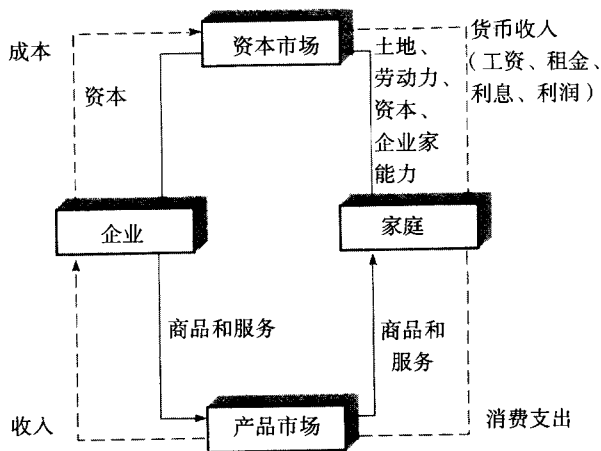 成本
资本市场
货币收入
（工资、租金、
利息、利润）
资本
土地、
劳动力、
资本、
企业家
能力
企业
家庭
商品和服务
商品和
服务
收入
产品市场
消费支出